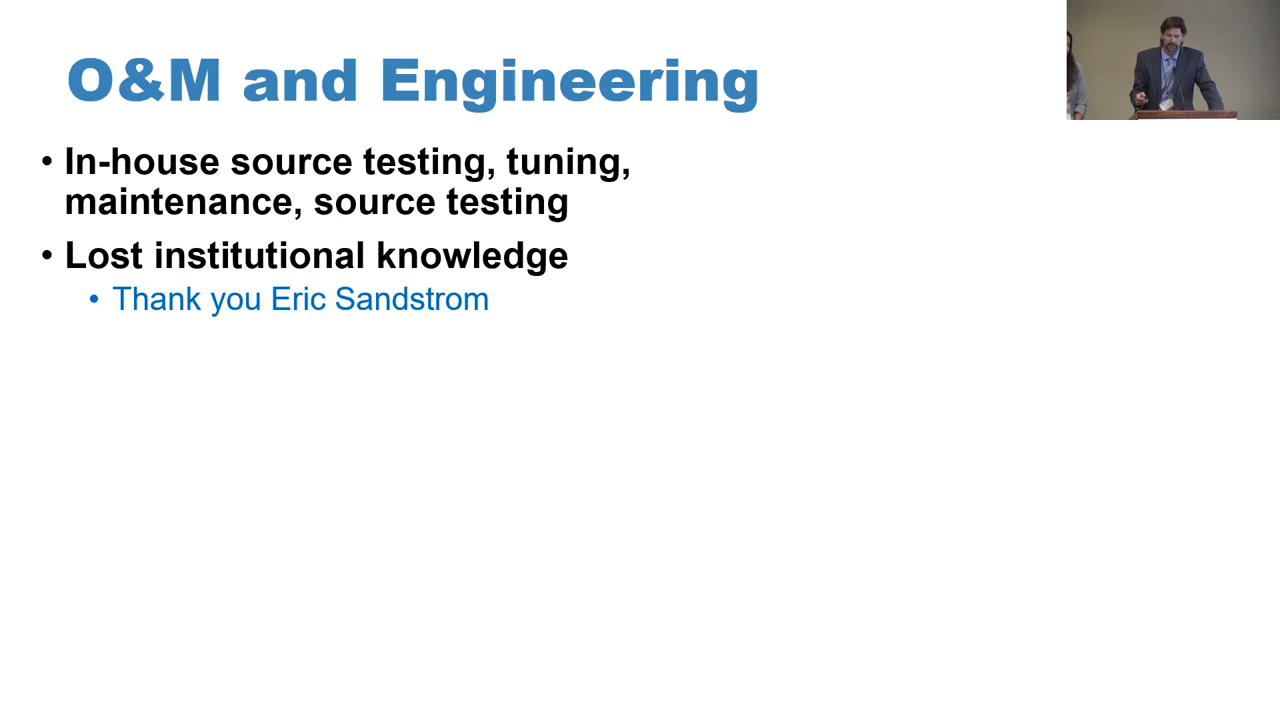 O&M and Engineering
• In-house source testing, tuning,
maintenance, source testing
• Lost institutional knowledge
• Thank you Eric Sandstrom